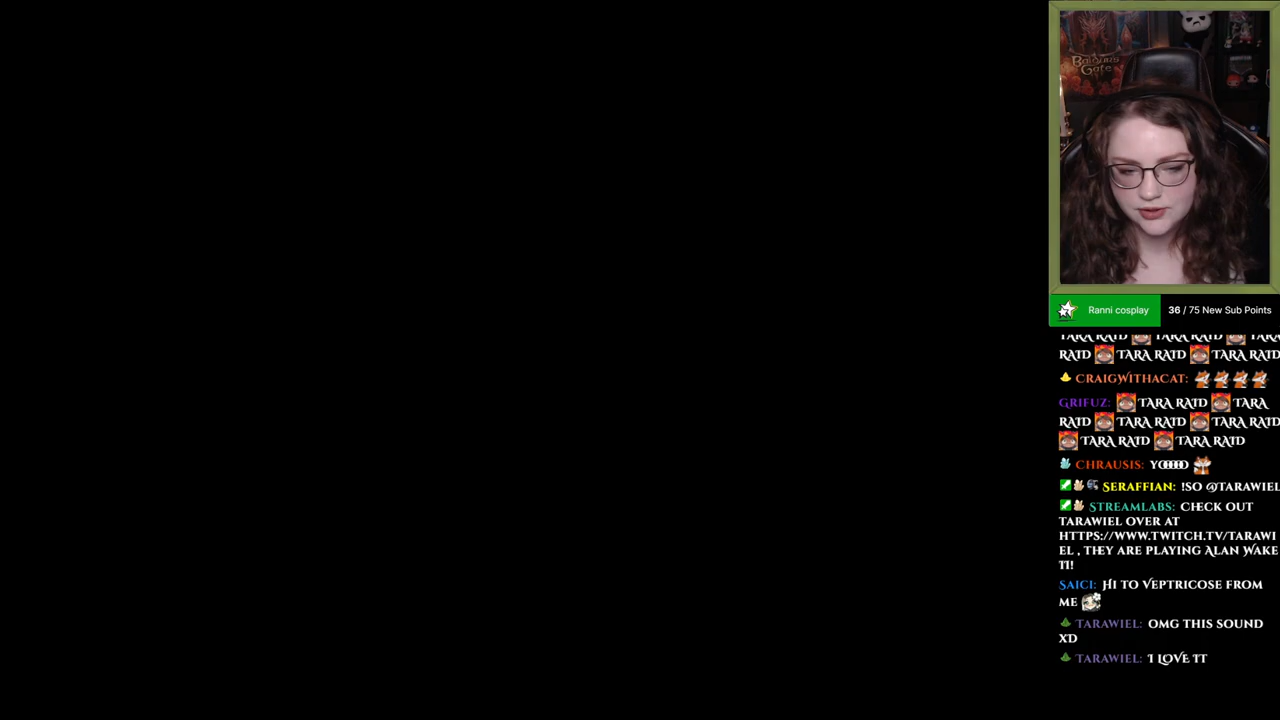 BALDUR'S
GATE
Ranni cosplay 36 / 75 New Sub Points
TARA RAID TARA RAID TARA
RAID TARA RAID TARA RAID
CRAIGWITHACAT:
GRIFUZ: TARA RAID TARA
RAID TARA RAID TARA RAID
TARA RAID TARA RAID
CHRAUSIS: YOOOOO
SERAFFIAN: !SO @TARAWIEL
STREAMLABS: CHECK OUT
TARAWIEL OVER AT
HTTPS://WWW.TWITCH.TV/TARAWI
EL , THEY ARE PLAYING ALAN WAKE
II!
SAICI: HI TO VEPTRICOSE FROM
ME
TARAWIEL: OMG THIS SOUND
XD
TARAWIEL: I LOVE IT